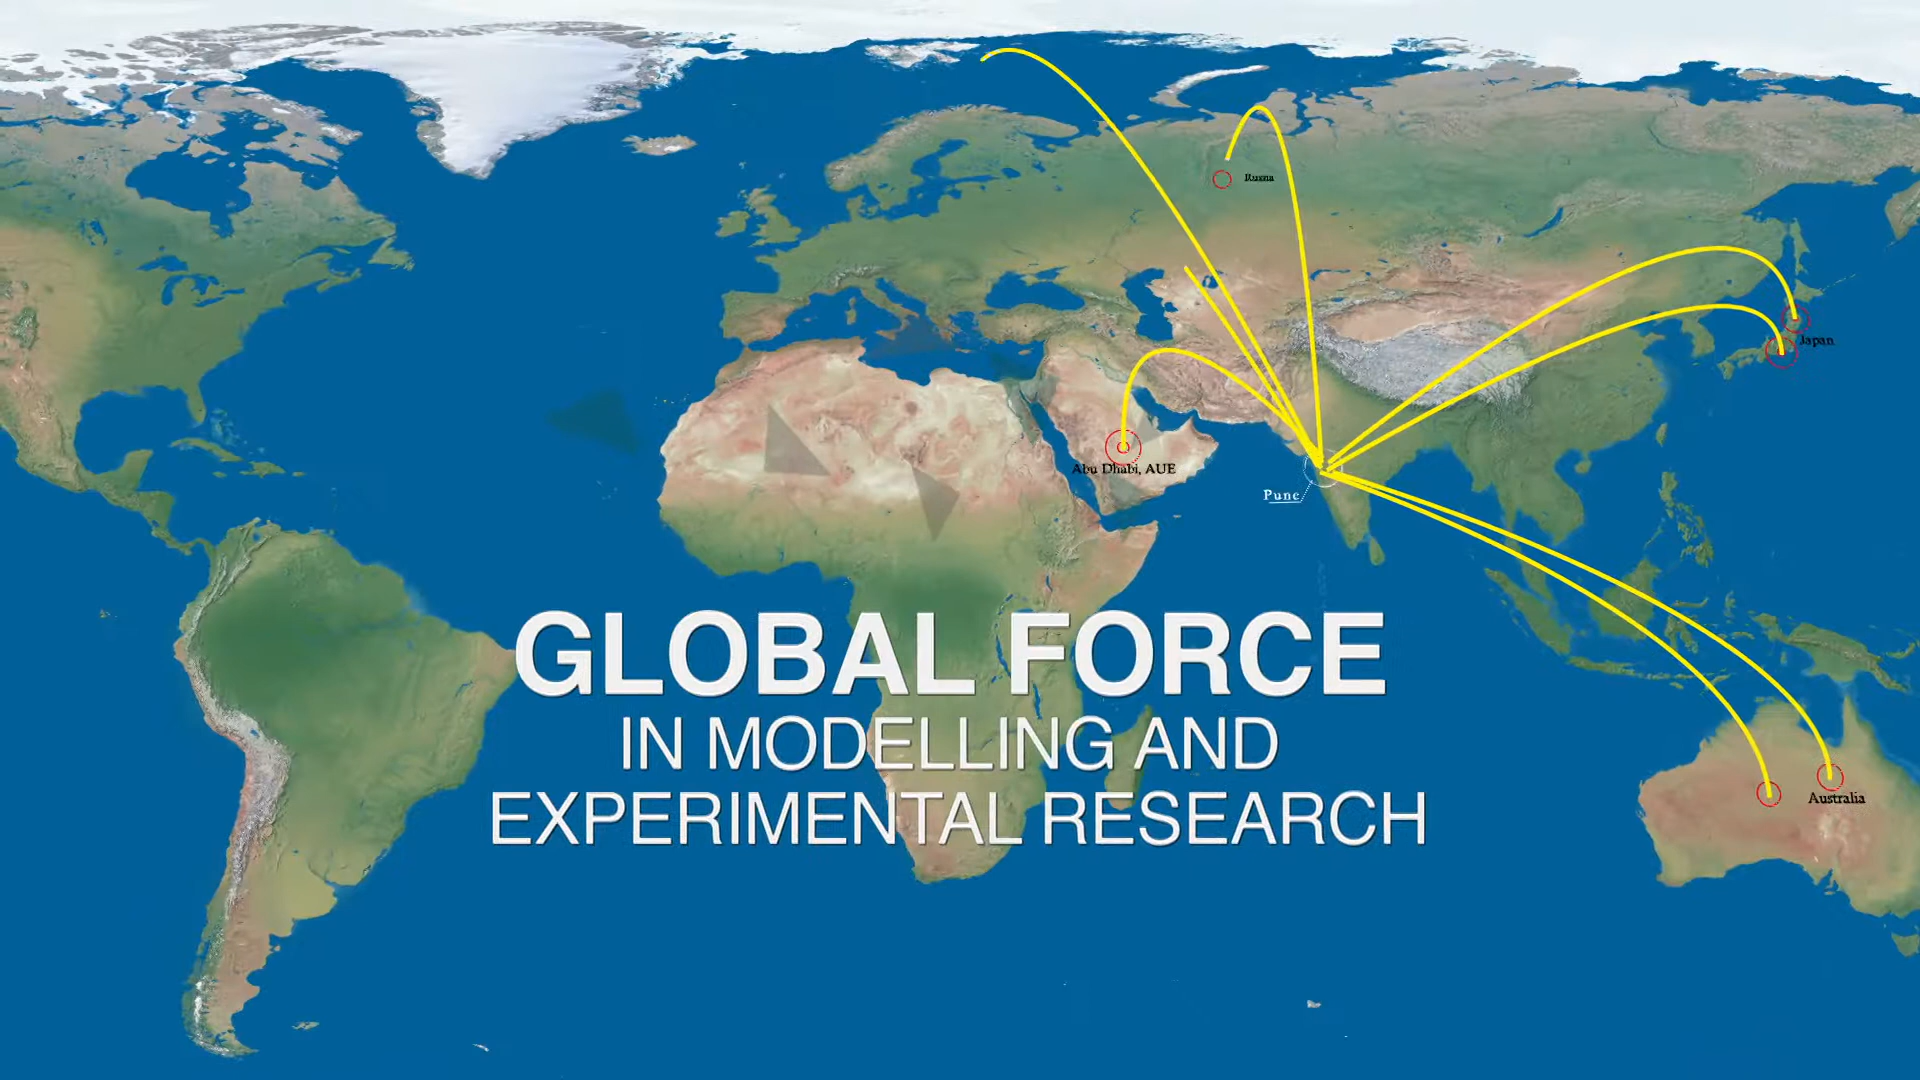 Russia
Japan
Abu Dhabi, AUE
Pune
GLOBAL FORCE
IN MODELLING AND
EXPERIMENTAL RESEARCH
Australia